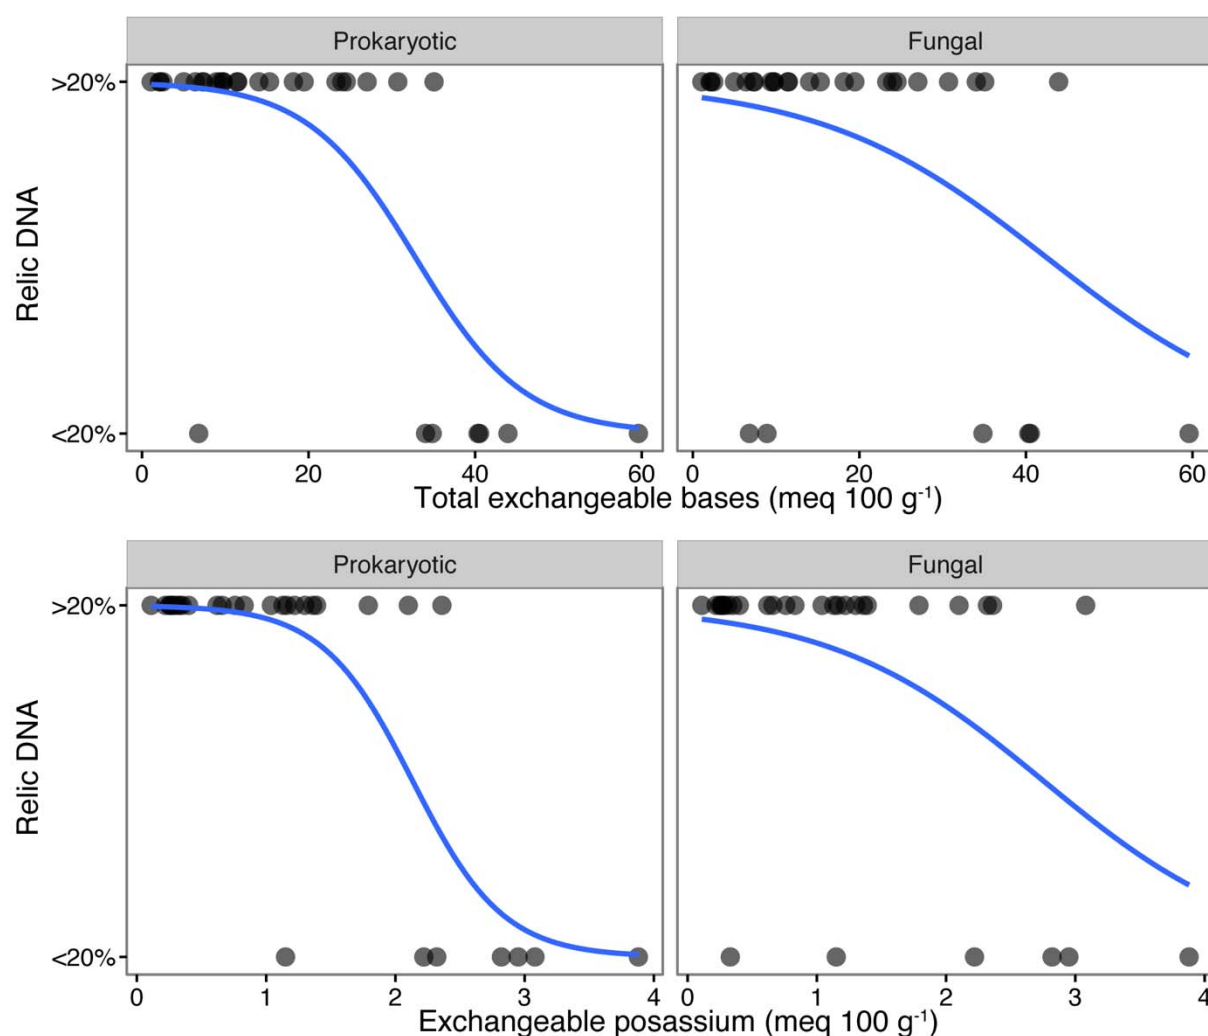 Prokaryotic Fungal
>20%
Relic DNA
<20%
0 20 40 60 0 20 40 60
Total exchangeable bases (meq 100 g⁻¹)
Prokaryotic Fungal
>20%
Relic DNA
<20%
0 1 2 3 4 0 1 2 3 4
Exchangeable posassium (meq 100 g⁻¹)